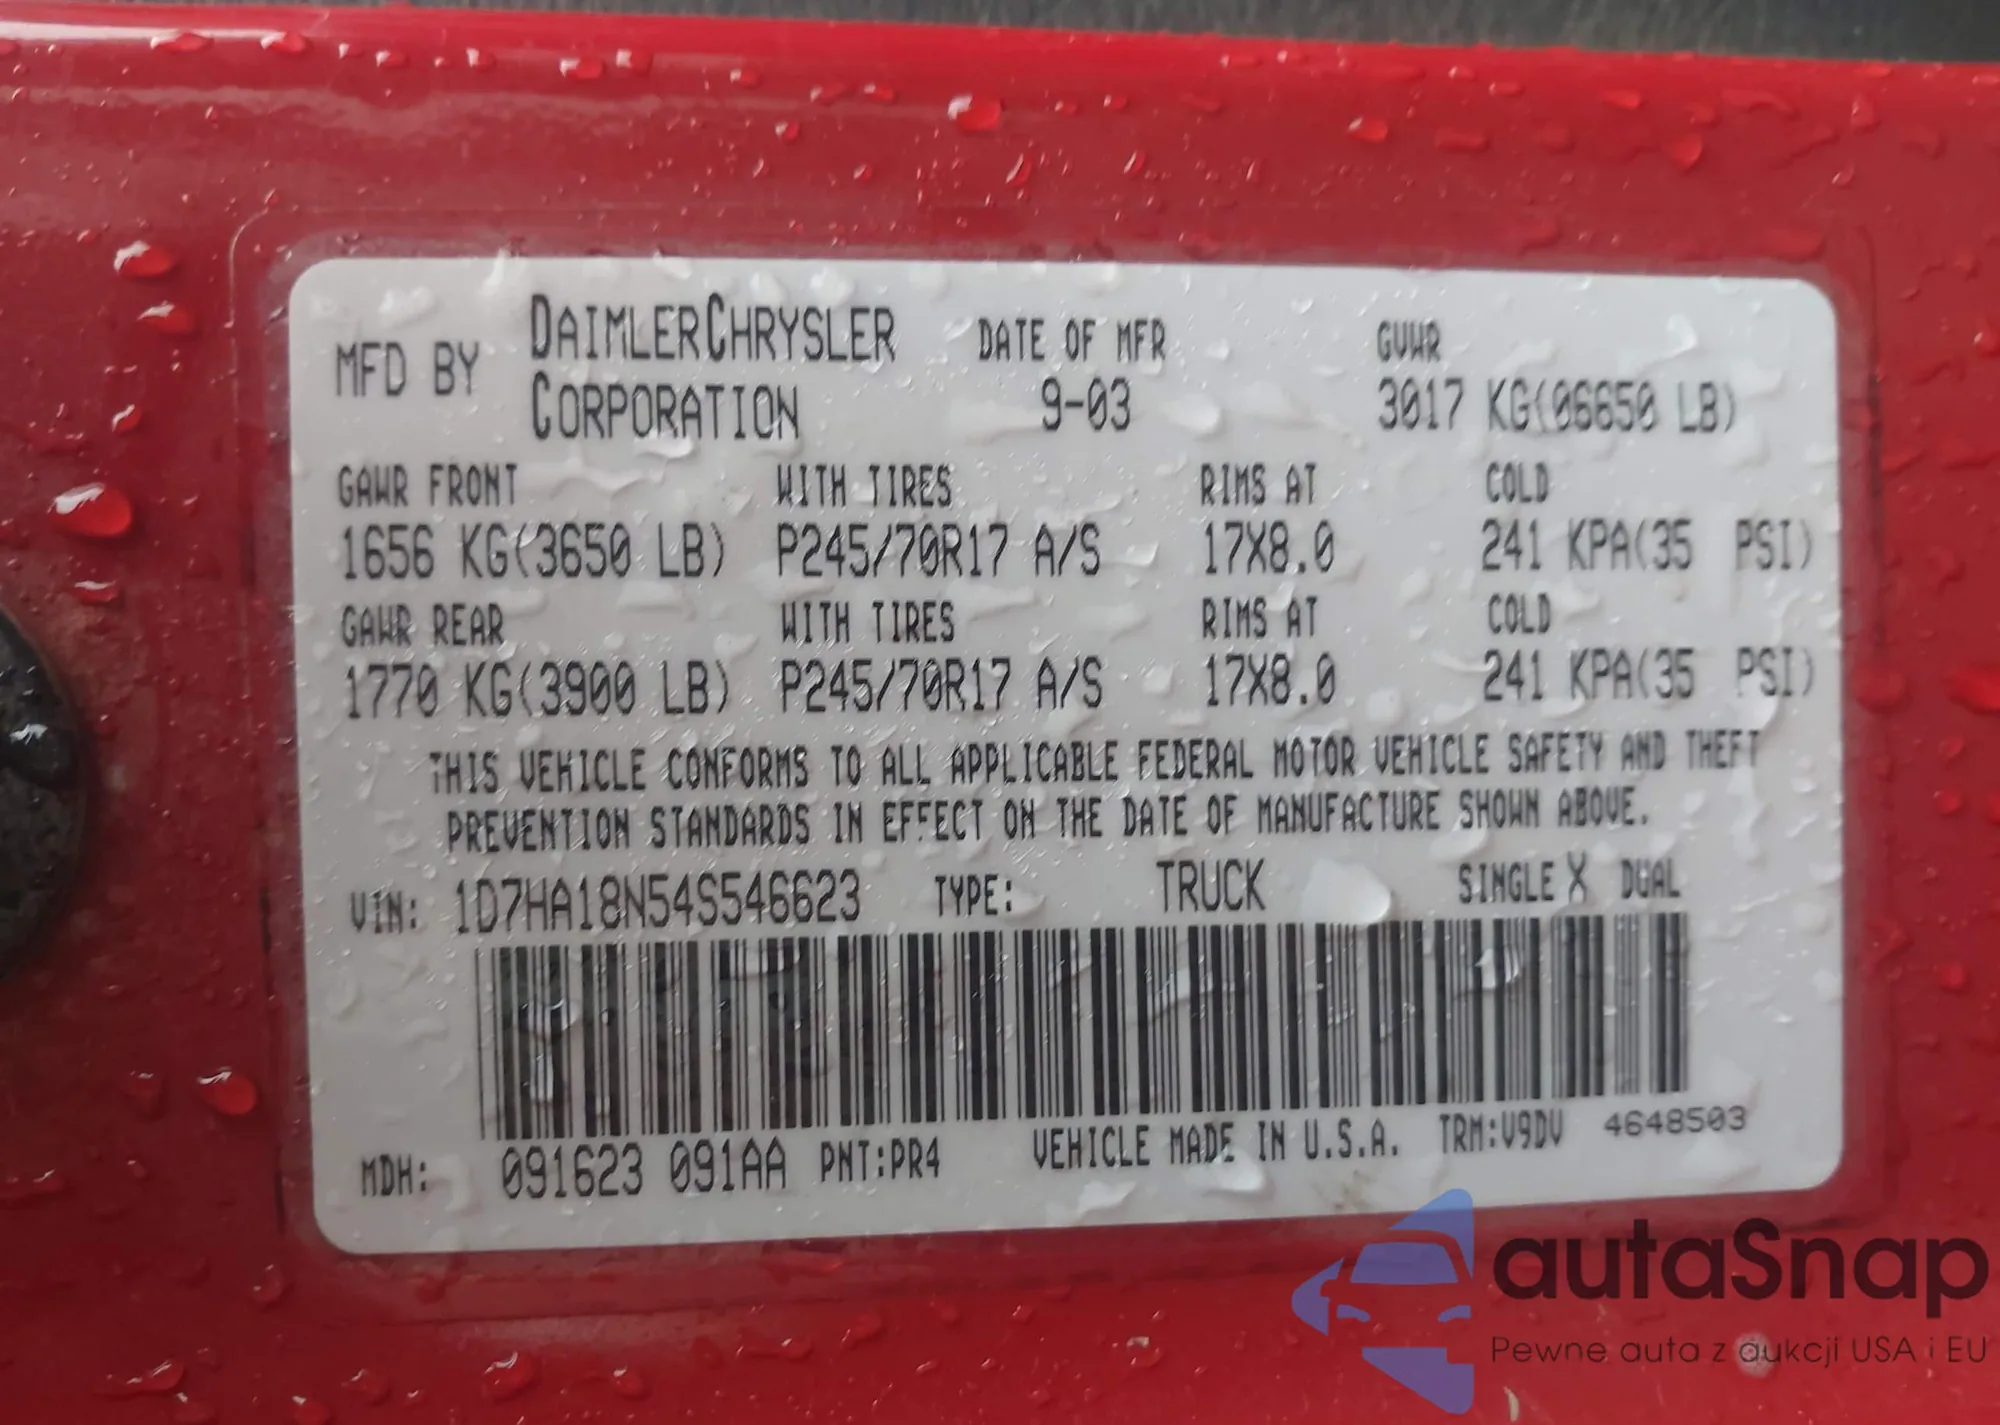 MFD BY DAIMLERCHRYSLER CORPORATION DATE OF MFR 9-03 GVWR 3017 KG(06650 LB)
GAWR FRONT WITH TIRES RIMS AT COLD
1656 KG(3650 LB) P245/70R17 A/S 17X8.0 241 KPA(35 PSI)
GAWR REAR WITH TIRES RIMS AT COLD
1770 KG(3900 LB) P245/70R17 A/S 17X8.0 241 KPA(35 PSI)
THIS VEHICLE CONFORMS TO ALL APPLICABLE FEDERAL MOTOR VEHICLE SAFETY AND THEFT
PREVENTION STANDARDS IN EFFECT ON THE DATE OF MANUFACTURE SHOWN ABOVE.
VIN: 1D7HA18N54S546623 TYPE: TRUCK SINGLE X DUAL
MDH: 091623 091AA PNT:PR4 VEHICLE MADE IN U.S.A. TRM:V9DV 4648503
autaSnap
Pewne auta z aukcji USA i EU